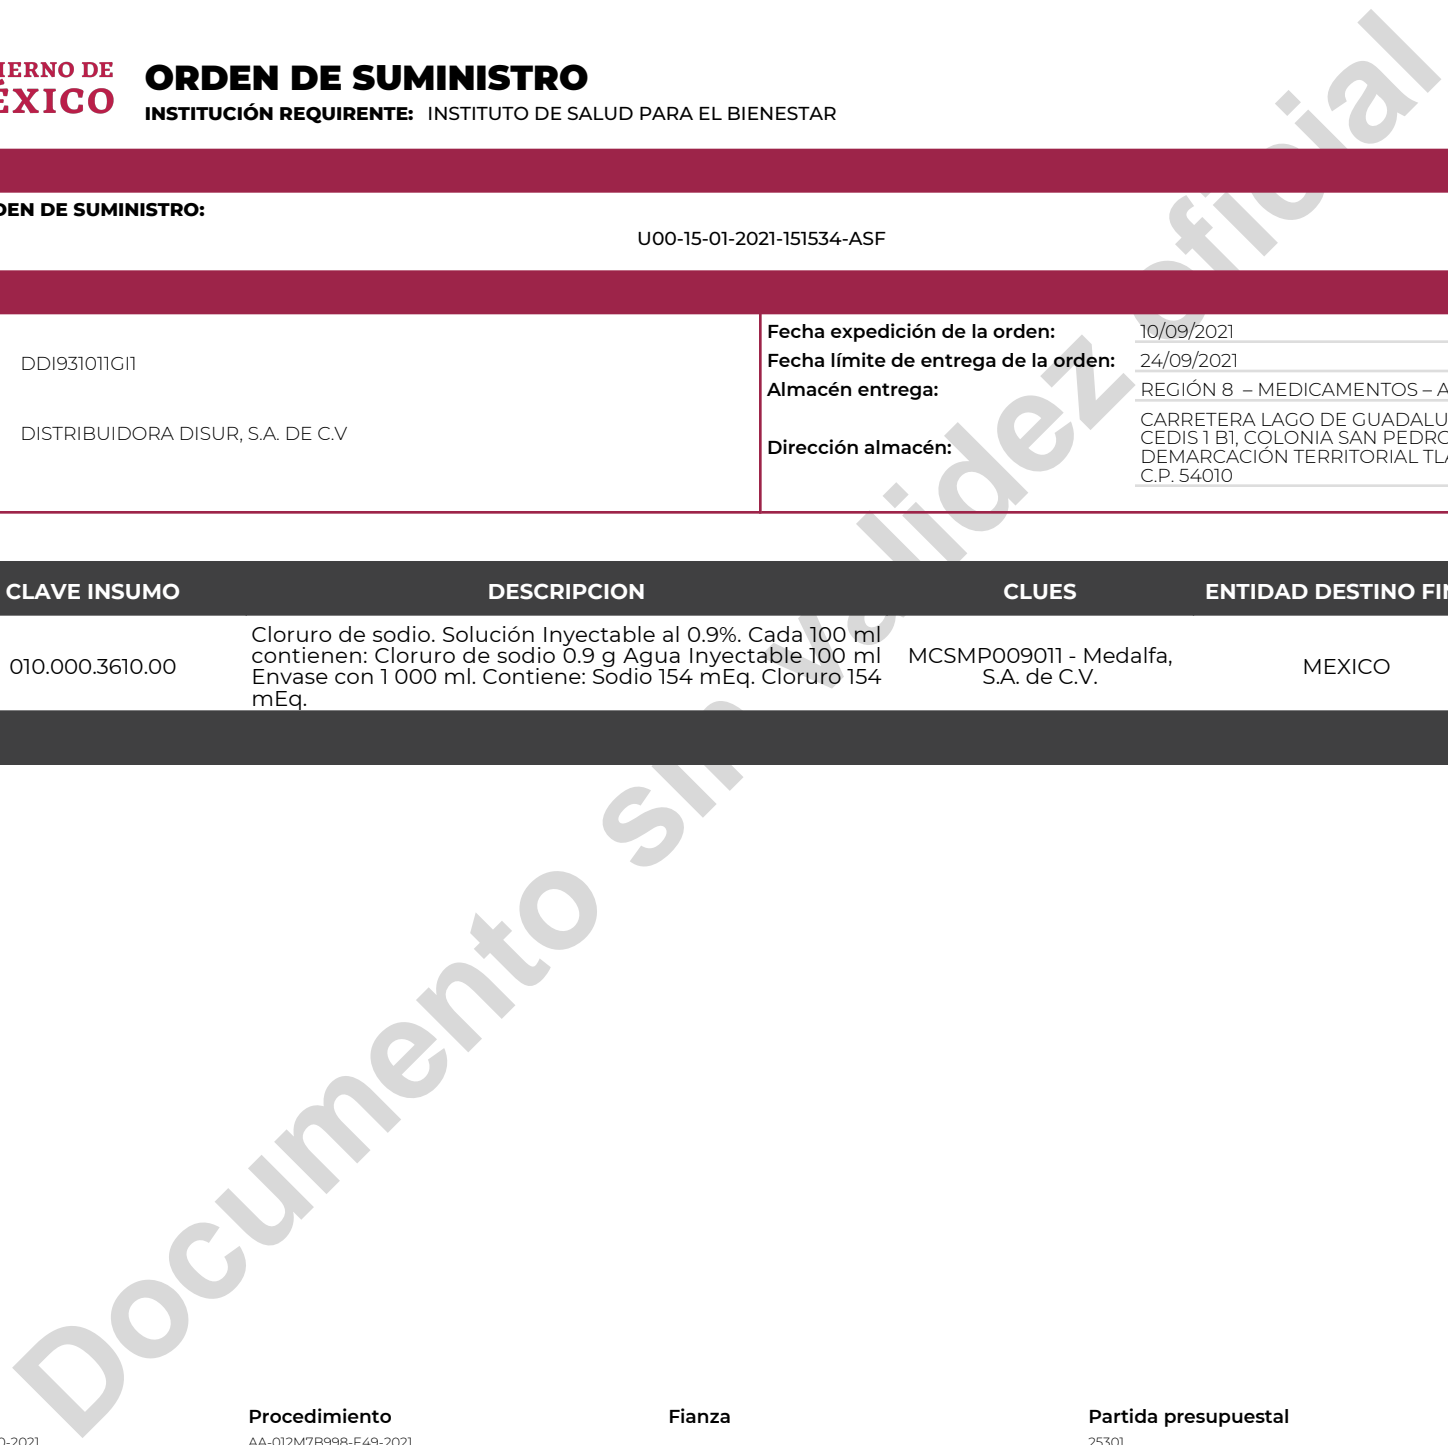 IERNO DE
ÉXICO
ORDEN DE SUMINISTRO
INSTITUCIÓN REQUIRENTE: INSTITUTO DE SALUD PARA EL BIENESTAR
DEN DE SUMINISTRO:
U00-15-01-2021-151534-ASF
DDI931011GI1
DISTRIBUIDORA DISUR, S.A. DE C.V
Fecha expedición de la orden: 10/09/2021
Fecha límite de entrega de la orden: 24/09/2021
Almacén entrega: REGIÓN 8 – MEDICAMENTOS – A
Dirección almacén:
CARRETERA LAGO DE GUADALU
CEDIS 1 B1, COLONIA SAN PEDRO
DEMARCACIÓN TERRITORIAL TLA
C.P. 54010
CLAVE INSUMO DESCRIPCION CLUES ENTIDAD DESTINO FIN
010.000.3610.00
Cloruro de sodio. Solución Inyectable al 0.9%. Cada 100 ml
contienen: Cloruro de sodio 0.9 g Agua Inyectable 100 ml
Envase con 1 000 ml. Contiene: Sodio 154 mEq. Cloruro 154
mEq.
MCSMP009011 - Medalfa,
S.A. de C.V.
MEXICO
Documento sin validez oficial
Procedimiento Fianza Partida presupuestal
0-2021 AA-012M7B998-E49-2021 25301